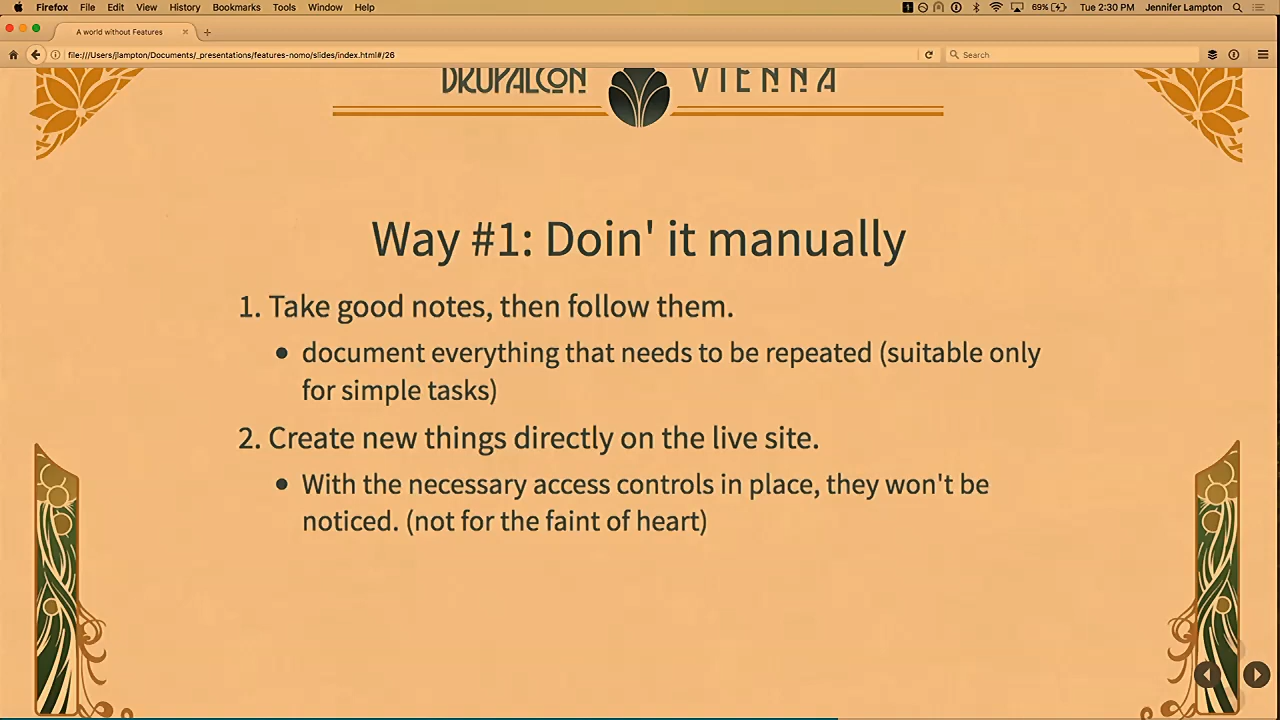 Firefox File Edit View History Bookmarks Tools Window Help 1 69% Tue 2:30 PM Jennifer Lampton
A world without Features
file:///Users/jlampton/Documents/_presentations/features-nomo/slides/index.html#/26 Search
DRUPALCON VIENNA
Way #1: Doin' it manually
1. Take good notes, then follow them.
• document everything that needs to be repeated (suitable only
for simple tasks)
2. Create new things directly on the live site.
• With the necessary access controls in place, they won't be
noticed. (not for the faint of heart)